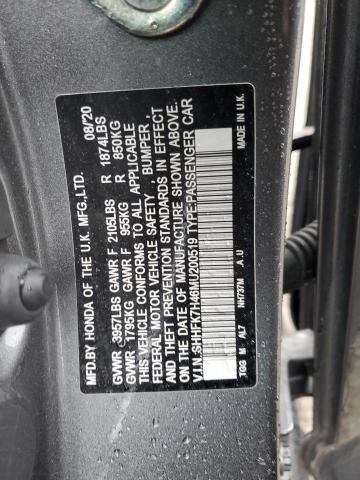 MFD.BY HONDA OF THE U.K. MFG.,LTD. 08/'20
GVWR 3957LBS GAWR F 2105LBS R 1874LBS
GVWR 1795KG GAWR F 955KG R 850KG
THIS VEHICLE CONFORMS TO ALL APPLICABLE
FEDERAL MOTOR VEHICLE SAFETY , BUMPER ,
AND THEFT PREVENTION STANDARDS IN EFFECT
ON THE DATE OF MANUFACTURE SHOWN ABOVE.
V.I.N.:SHHFK7H46MU200519 TYPE:PASSENGER CAR
TGG M AL7 NH737M A U MADE IN U.K.